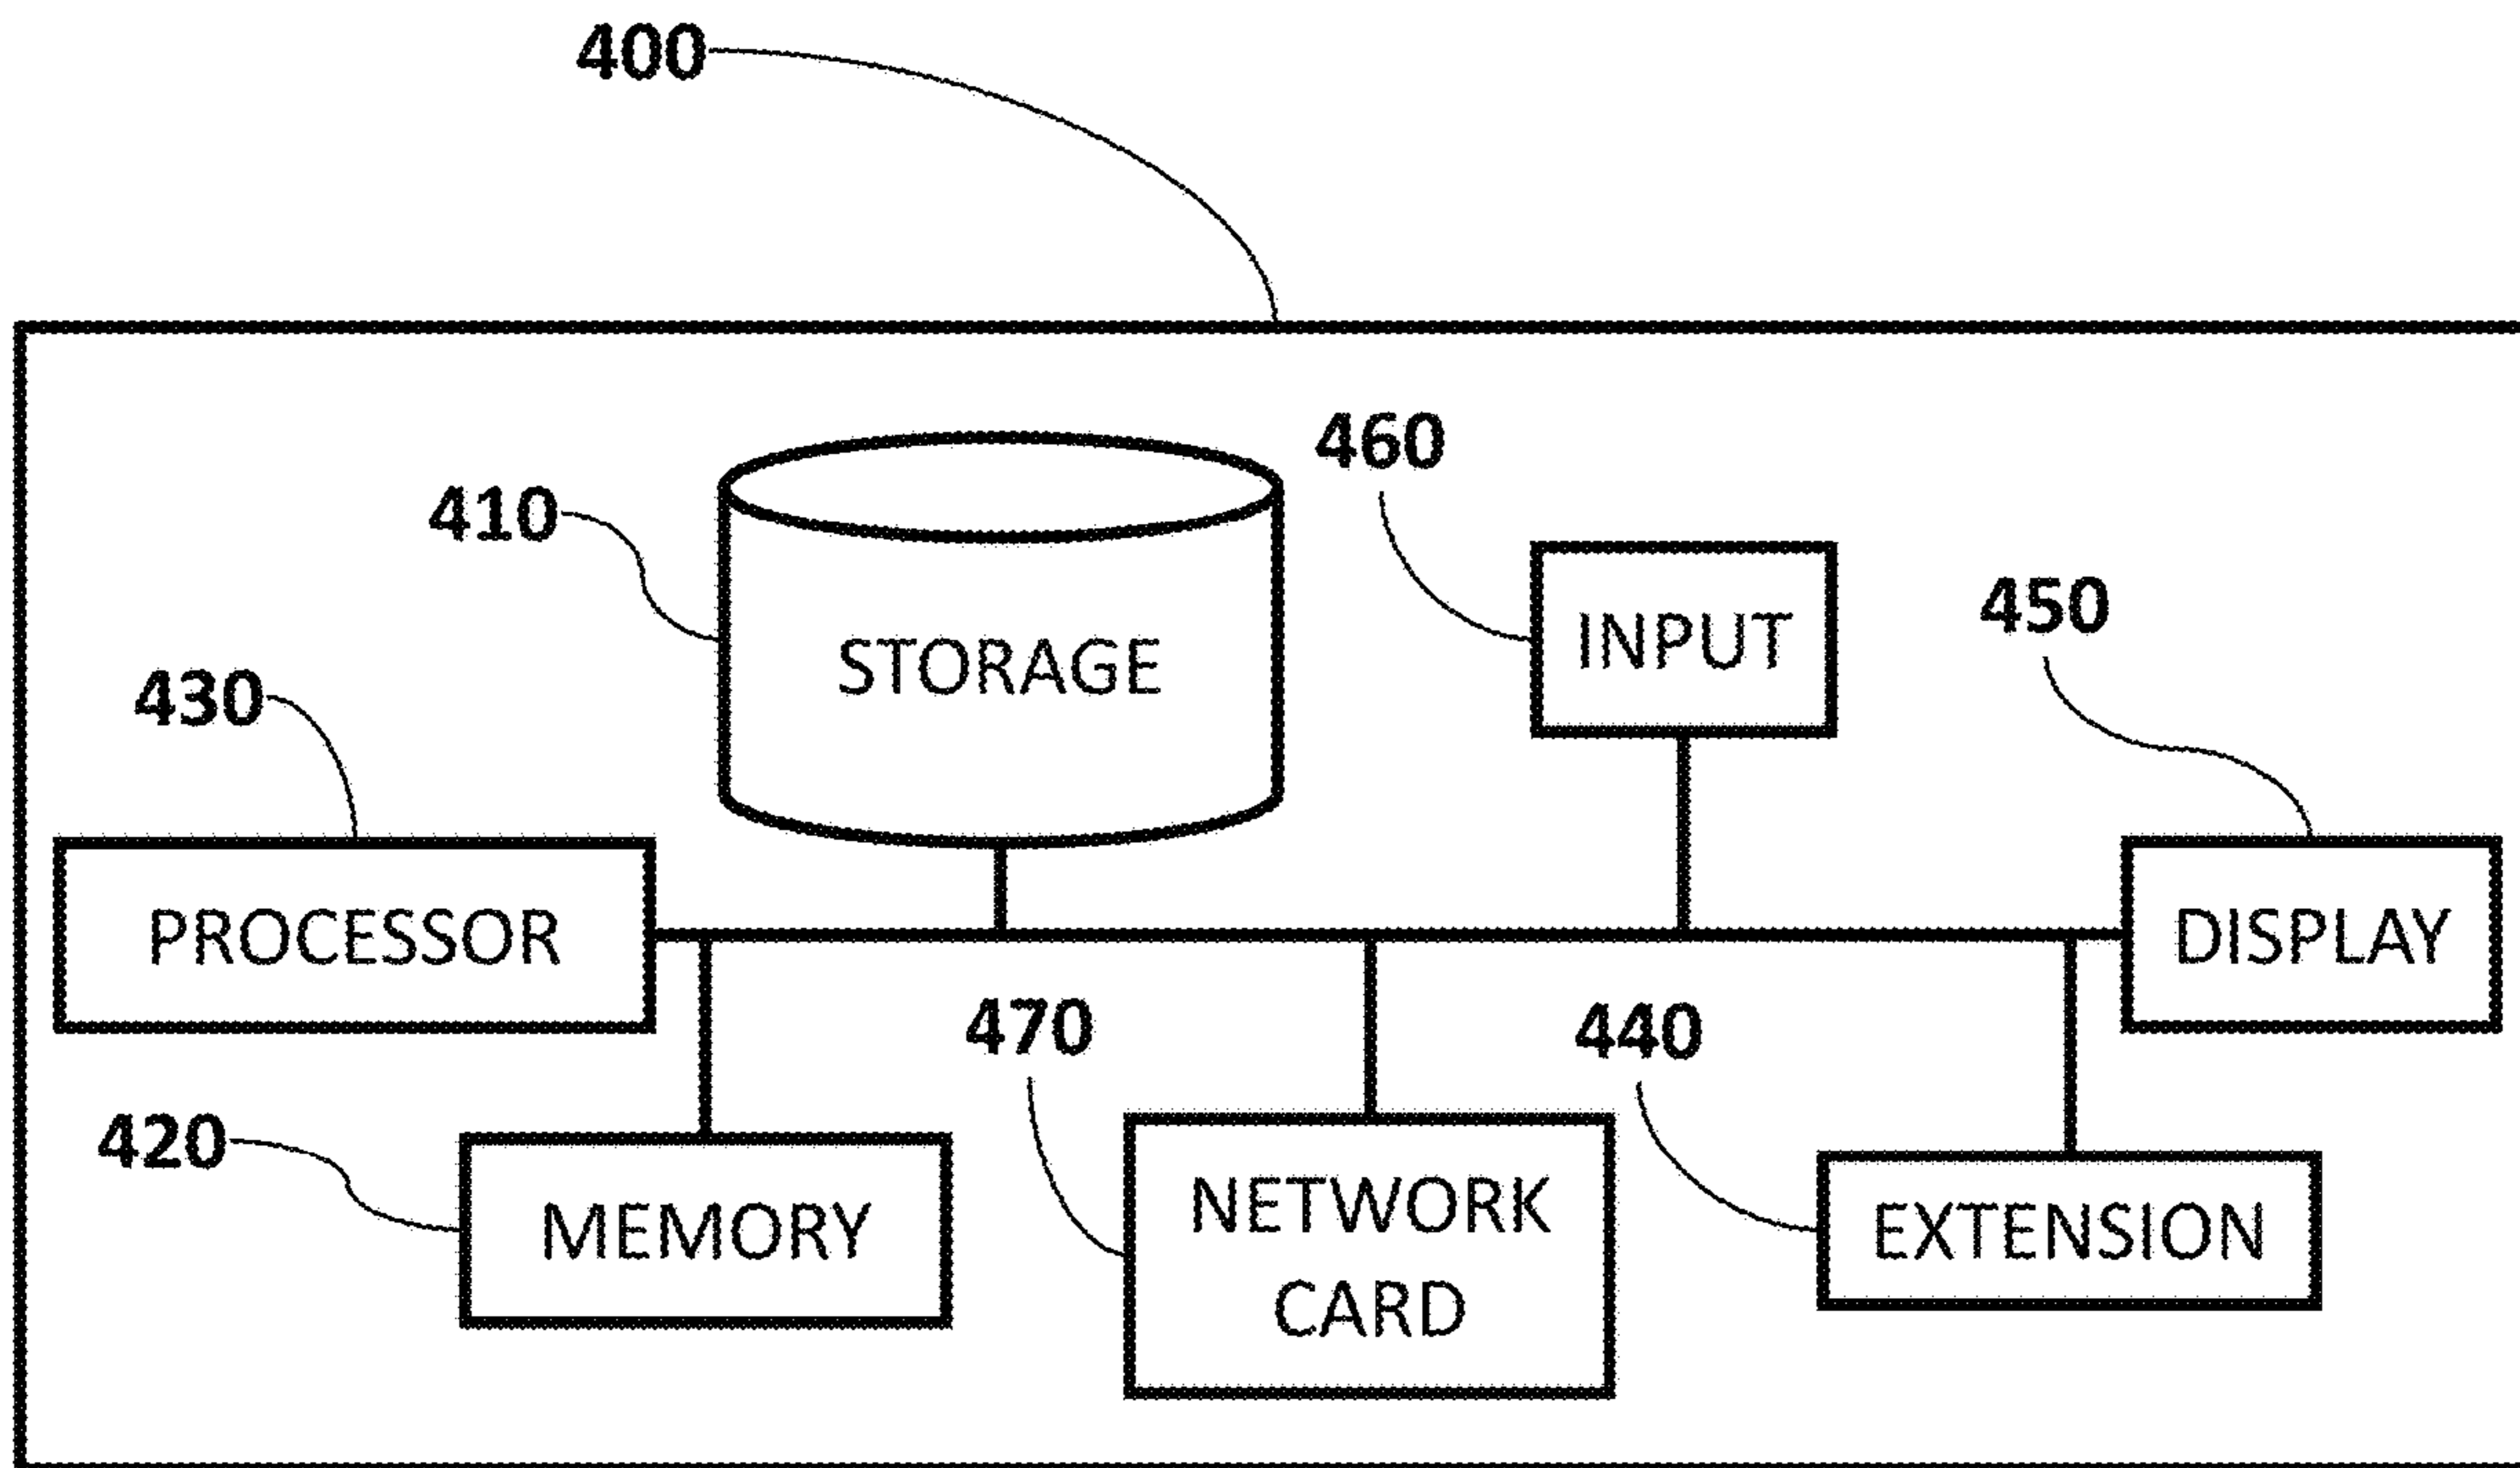 400
460
410
INPUT
450
STORAGE
430
PROCESSOR
DISPLAY
470
440
420
NETWORK
MEMORY
EXTENSION
CARD